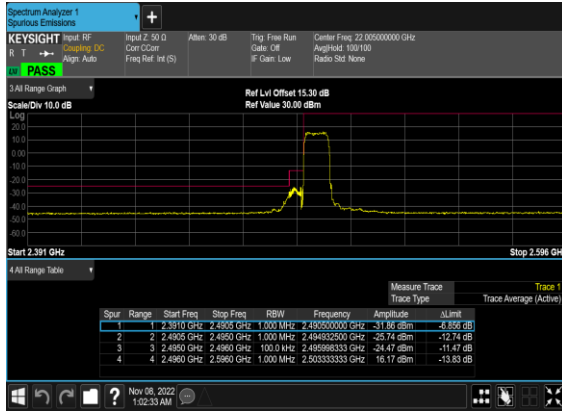 Spectrum Analyzer 1
Spurious Emissions
+
KEYSIGHT Input: RF Input Z: 50 Ω Atten: 30 dB Trig: Free Run Center Freq: 22.005000000 GHz
R T Coupling: DC Corr CCorr Gate: Off Avg|Hold: 100/100
Align: Auto Freq Ref: Int (S) IF Gain: Low Radio Std: None
LVI PASS
3 All Range Graph
Ref Lvl Offset 15.30 dB
Scale/Div 10.0 dB Ref Value 30.00 dBm
Log
20.0
10.0
0.00
-10.0
-20.0
-30.0
-40.0
-50.0
-60.0
Start 2.391 GHz Stop 2.596 GH
4 All Range Table
Measure Trace Trace 1
Trace Type Trace Average (Active)
Spur Range Start Freq Stop Freq RBW Frequency Amplitude ΔLimit
1 1 2.3910 GHz 2.4905 GHz 1.000 MHz 2.490500000 GHz -31.86 dBm -6.856 dB
2 2 2.4905 GHz 2.4950 GHz 1.000 MHz 2.494932500 GHz -25.74 dBm -12.74 dB
3 3 2.4950 GHz 2.4960 GHz 100.0 kHz 2.495998333 GHz -24.47 dBm -11.47 dB
4 4 2.4960 GHz 2.5960 GHz 1.000 MHz 2.503333333 GHz 16.17 dBm -13.83 dB
? Nov 08, 2022
1:02:33 AM